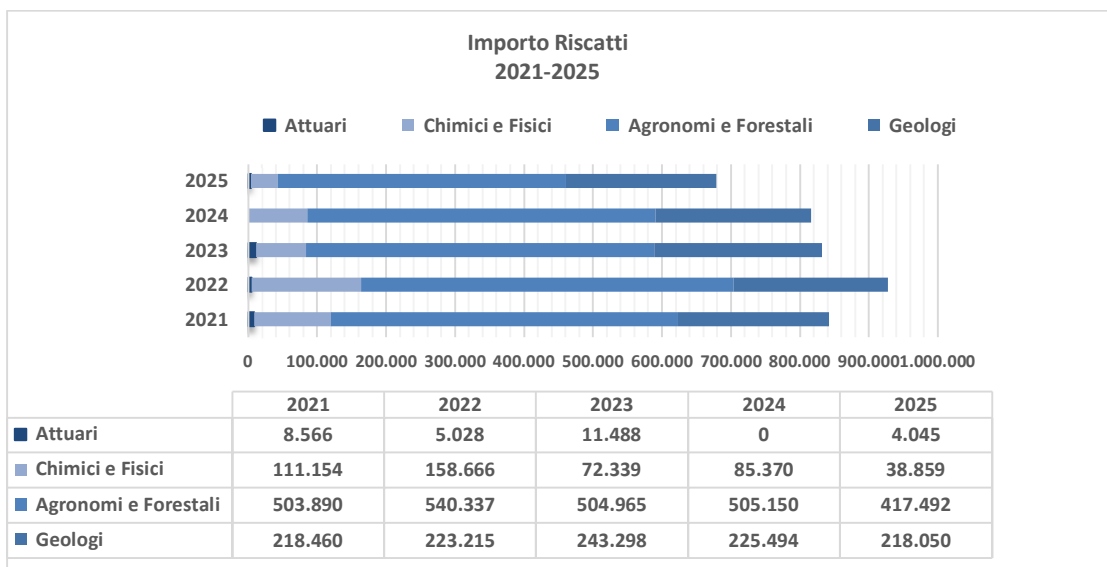 Importo Riscatti
2021-2025
Attuari Chimici e Fisici Agronomi e Forestali Geologi
2025
2024
2023
2022
2021
0 100.000 200.000 300.000 400.000 500.000 600.000 700.000 800.000 900.000 1.000.000
2021 2022 2023 2024 2025
Attuari 8.566 5.028 11.488 0 4.045
Chimici e Fisici 111.154 158.666 72.339 85.370 38.859
Agronomi e Forestali 503.890 540.337 504.965 505.150 417.492
Geologi 218.460 223.215 243.298 225.494 218.050